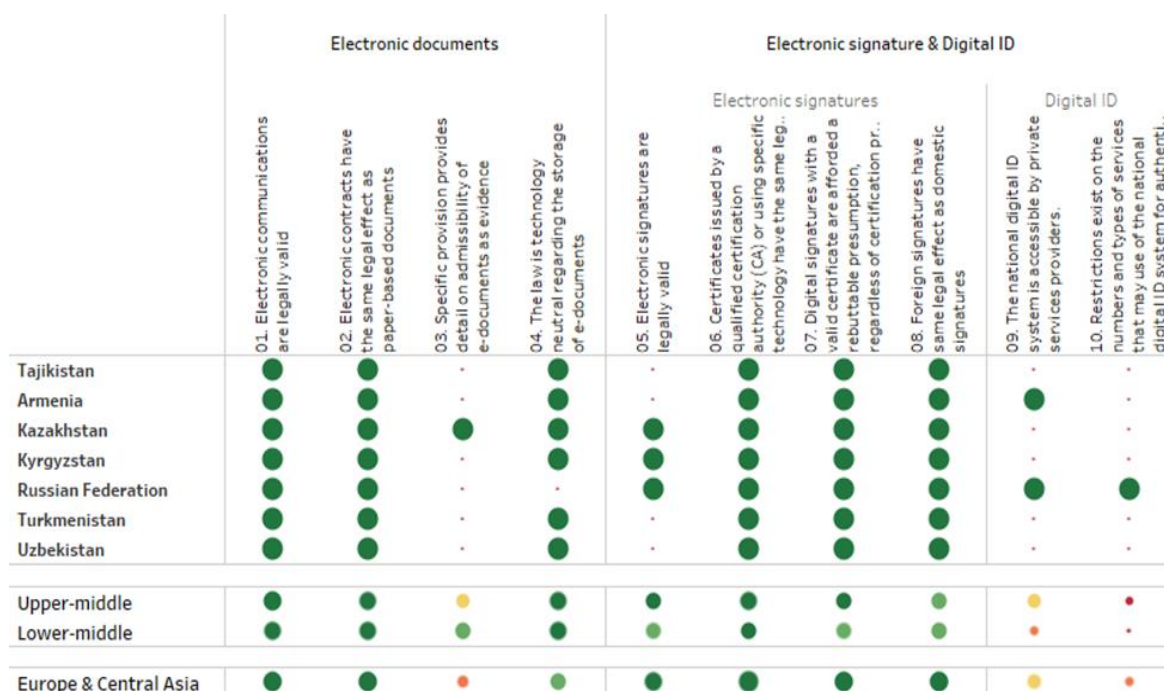 Electronic documents
Electronic signature & Digital ID
Electronic signatures
Digital ID
01. Electronic communications
are legally valid
02. Electronic contracts have
the same legal effect as
paper-based documents
03. Specific provision provides
detail on admissibility of
e-documents as evidence
04. The law is technology
neutral regarding the storage
of e-documents
05. Electronic signatures are
legally valid
06. Certificates issued by a
qualified certification
authority (CA) or using specific
technology have the same leg..
07. Digital signatures with a
valid certificate are afforded a
rebuttable presumption,
regardless of certification pr..
08. Foreign signatures have
same legal effect as domestic
signatures
09. The national digital ID
system is accessible by private
services providers.
10. Restrictions exist on the
numbers and types of services
that may use of the national
digital ID system for authenti..
Tajikistan
Armenia
Kazakhstan
Kyrgyzstan
Russian Federation
Turkmenistan
Uzbekistan
Upper-middle
Lower-middle
Europe & Central Asia